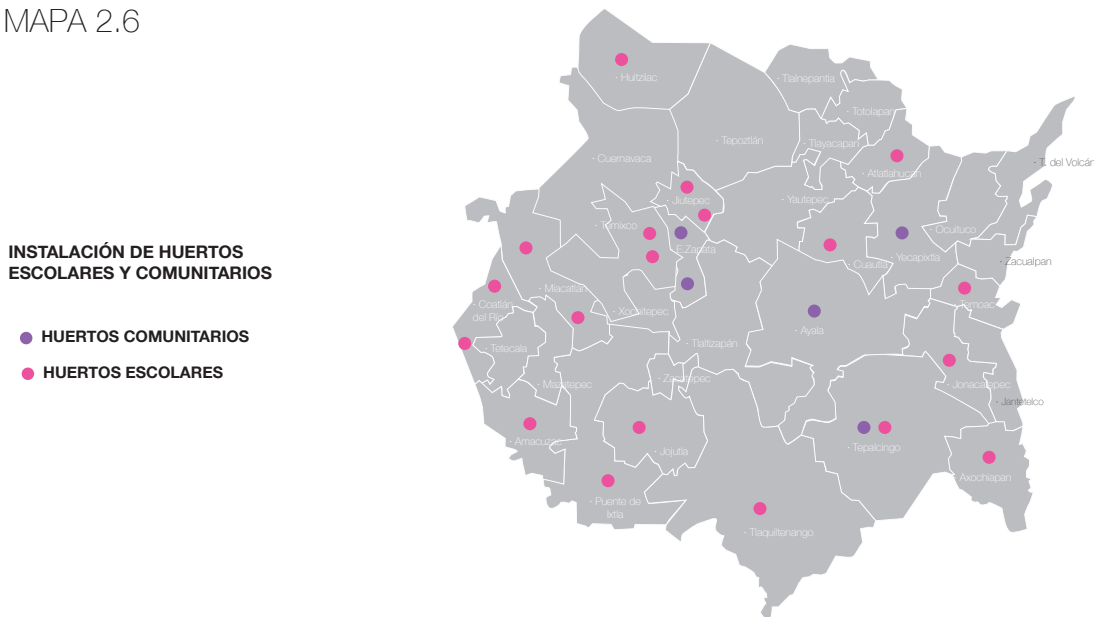 MAPA 2.6
INSTALACIÓN DE HUERTOS
ESCOLARES Y COMUNITARIOS
HUERTOS COMUNITARIOS
HUERTOS ESCOLARES
· Huitzilac
· Tlalnepantla
· Totolapan
· Tepoztlán
· Tlayacapan
· Cuernavaca
· T. del Volcán
· Atlatlahucan
· Jiutepec
· Yautepec
· Temixco
· Ocuituco
E.Zapata
· Yecapixtla
· Cuautla
· Zacualpan
· Miacatlán
· Coatlán
del Río
· Temoac
· Xochitepec
· Ayala
· Tlaltizapán
· Tetecala
· Zacatepec
· Mazatepec
· Jonacatepec
· Jantetelco
· Amacuzac
· Jojutla
· Tepalcingo
· Axochiapan
· Puente de
Ixtla
· Tlaquiltenango